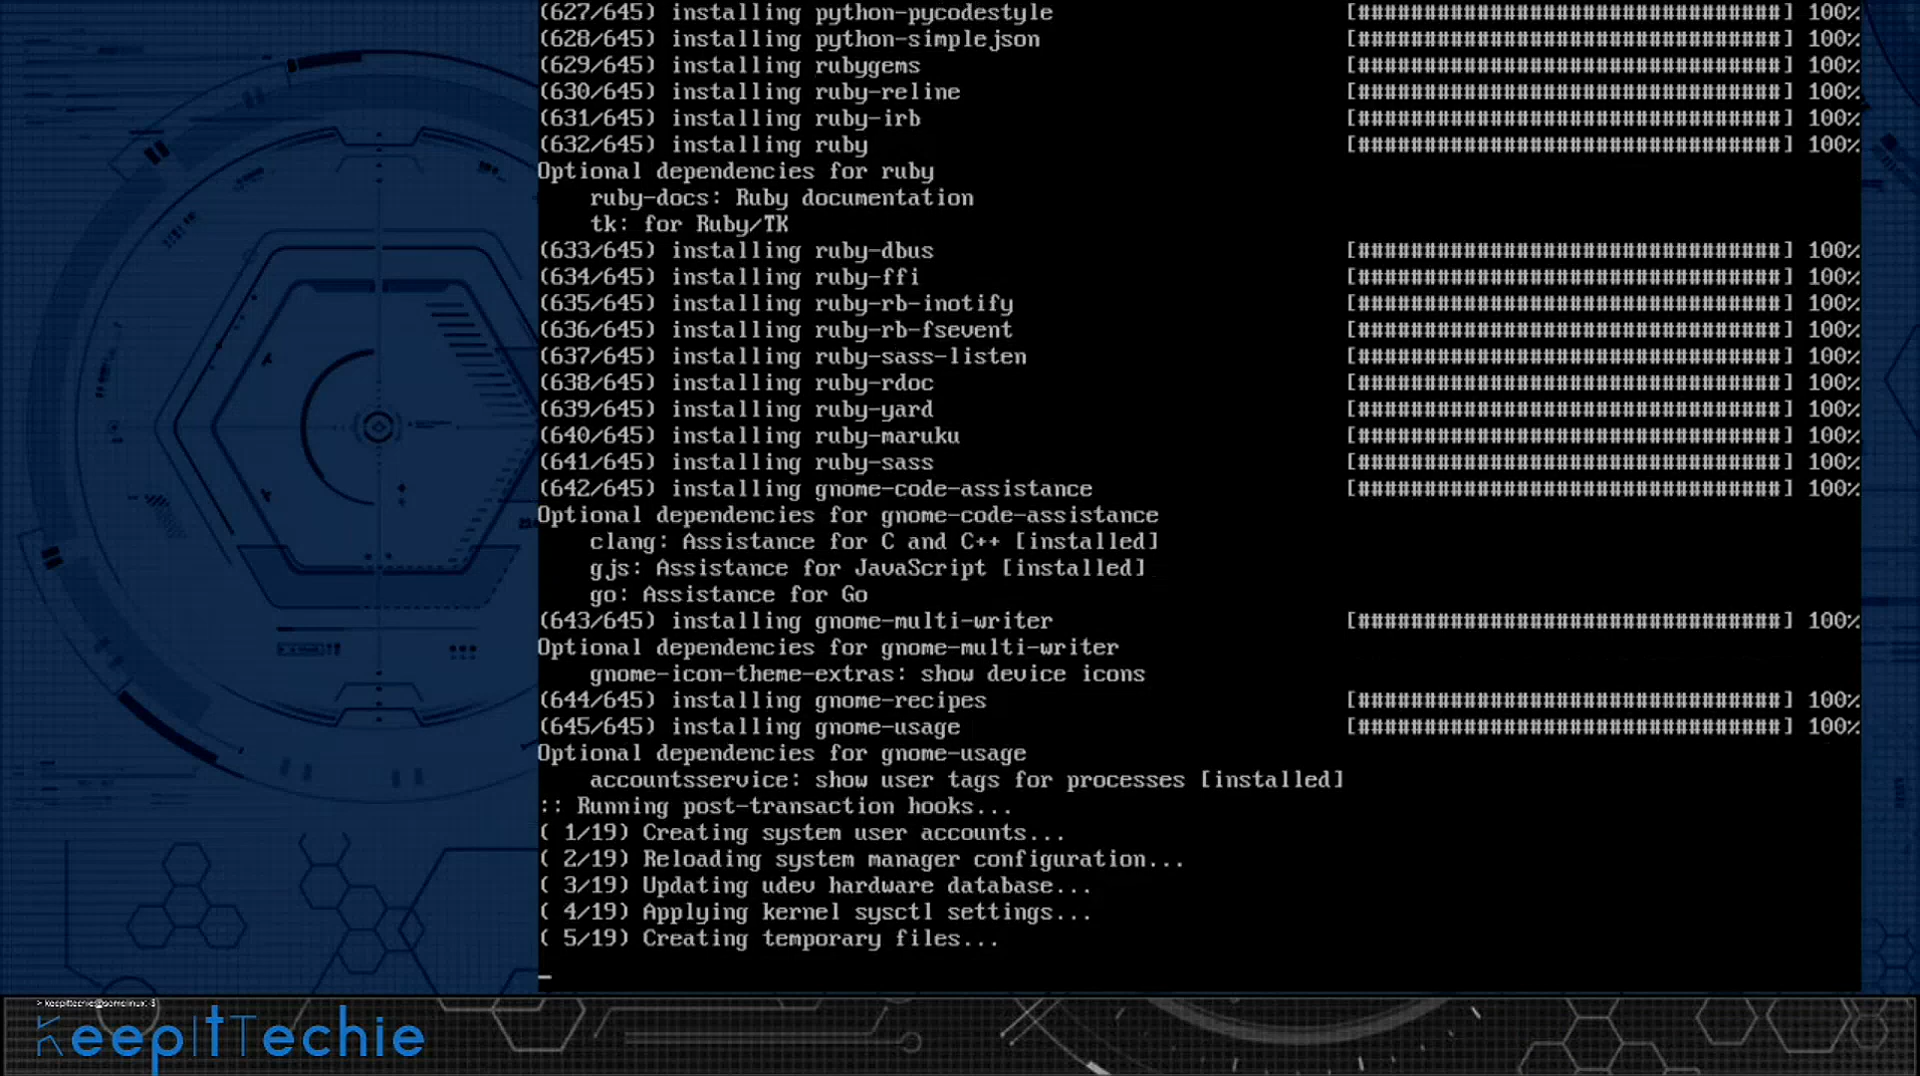 (627/645) installing python-pycodestyle [################################] 100%
(628/645) installing python-simplejson [################################] 100%
(629/645) installing rubygems [################################] 100%
(630/645) installing ruby-reline [################################] 100%
(631/645) installing ruby-irb [################################] 100%
(632/645) installing ruby [################################] 100%
Optional dependencies for ruby
ruby-docs: Ruby documentation
tk: for Ruby/TK
(633/645) installing ruby-dbus [################################] 100%
(634/645) installing ruby-ffi [################################] 100%
(635/645) installing ruby-rb-inotify [################################] 100%
(636/645) installing ruby-rb-fsevent [################################] 100%
(637/645) installing ruby-sass-listen [################################] 100%
(638/645) installing ruby-rdoc [################################] 100%
(639/645) installing ruby-yard [################################] 100%
(640/645) installing ruby-maruku [################################] 100%
(641/645) installing ruby-sass [################################] 100%
(642/645) installing gnome-code-assistance [################################] 100%
Optional dependencies for gnome-code-assistance
clang: Assistance for C and C++ [installed]
gjs: Assistance for JavaScript [installed]
go: Assistance for Go
(643/645) installing gnome-multi-writer [################################] 100%
Optional dependencies for gnome-multi-writer
gnome-icon-theme-extras: show device icons
(644/645) installing gnome-recipes [################################] 100%
(645/645) installing gnome-usage [################################] 100%
Optional dependencies for gnome-usage
accountsservice: show user tags for processes [installed]
:: Running post-transaction hooks...
( 1/19) Creating system user accounts...
( 2/19) Reloading system manager configuration...
( 3/19) Updating udev hardware database...
( 4/19) Applying kernel sysctl settings...
( 5/19) Creating temporary files...
> keepittechie@somelinux:~$
KeepItTechie